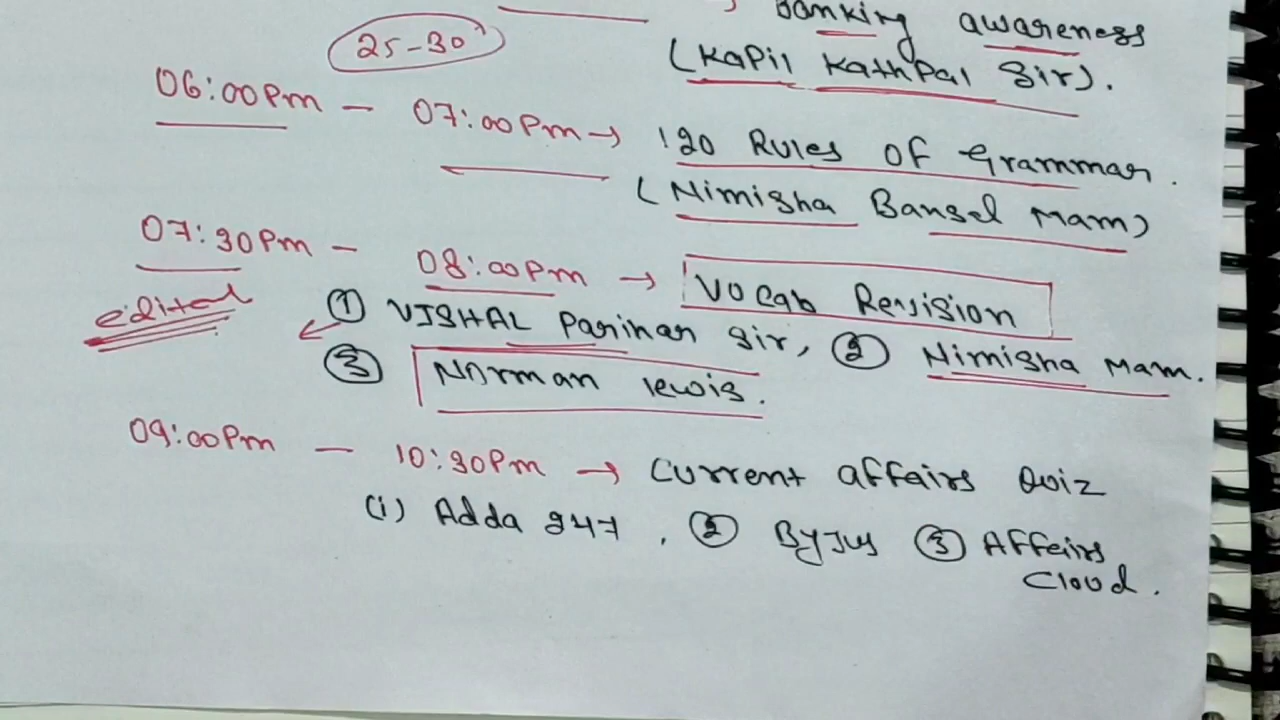 Banking awareness
25-30'
(Kapil Kathpal Sir).
06:00Pm - 07:00Pm → 120 Rules of Grammar.
(Nimisha Bansal Mam)
07:30Pm - 08:00Pm → Vocab Revision
edital
① VISHAL Parihar Sir, ② Nimisha Mam.
③ Norman lewis.
09:00Pm - 10:30Pm → Current affairs Quiz
(1) Adda 247, ② Byjus ③ Affairs
Cloud.